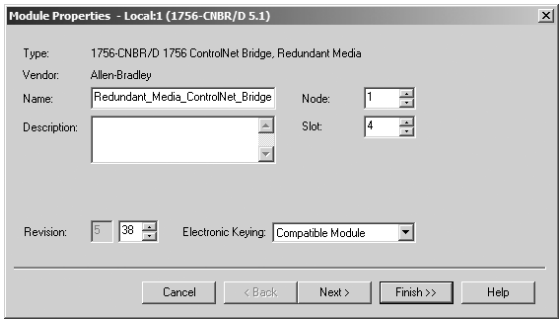 Module Properties - Local:1 (1756-CNBR/D 5.1)
Type: 1756-CNBR/D 1756 ControlNet Bridge, Redundant Media
Vendor: Allen-Bradley
Name: Redundant_Media_ControlNet_Bridge Node: 1
Description: Slot: 4
Revision: 5 38 Electronic Keying: Compatible Module
Cancel < Back Next > Finish >> Help